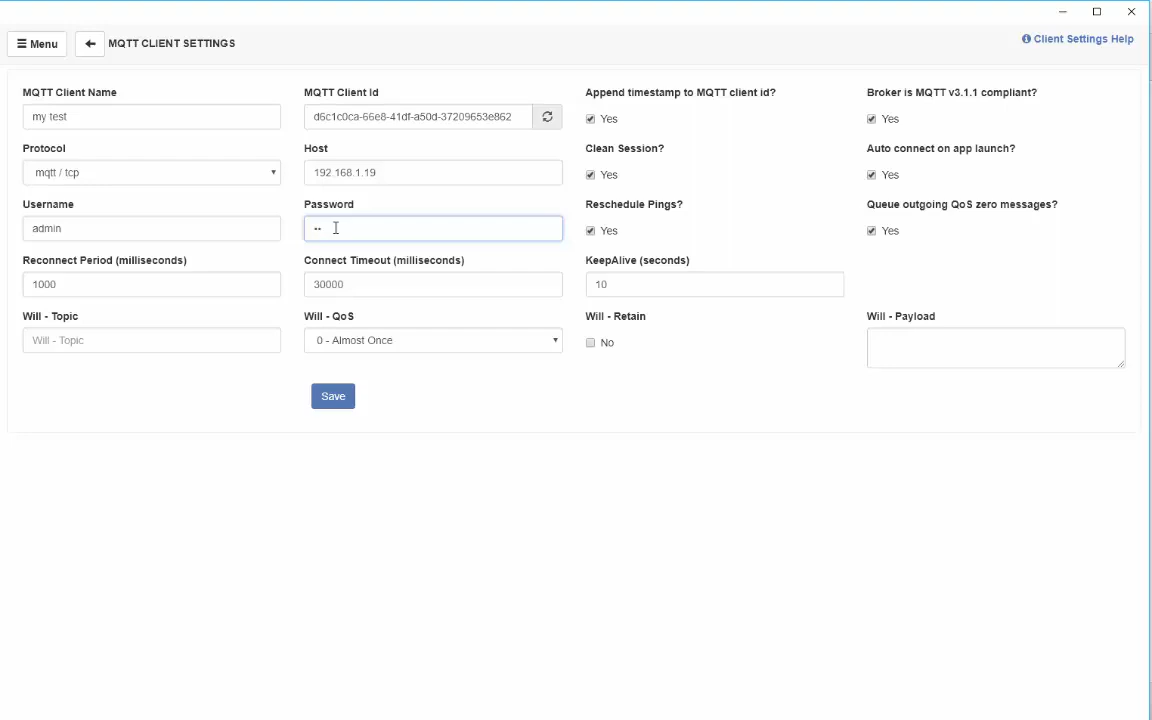 Menu
MQTT CLIENT SETTINGS
Client Settings Help
MQTT Client Name
my test
MQTT Client Id
d6c1c0ca-66e8-41df-a50d-37209653e862
Append timestamp to MQTT client id?
Yes
Broker is MQTT v3.1.1 compliant?
Yes
Protocol
mqtt / tcp
Host
192.168.1.19
Clean Session?
Yes
Auto connect on app launch?
Yes
Username
admin
Password
••
Reschedule Pings?
Yes
Queue outgoing QoS zero messages?
Yes
Reconnect Period (milliseconds)
1000
Connect Timeout (milliseconds)
30000
KeepAlive (seconds)
10
Will - Topic
Will - Topic
Will - QoS
0 - Almost Once
Will - Retain
No
Will - Payload
Save